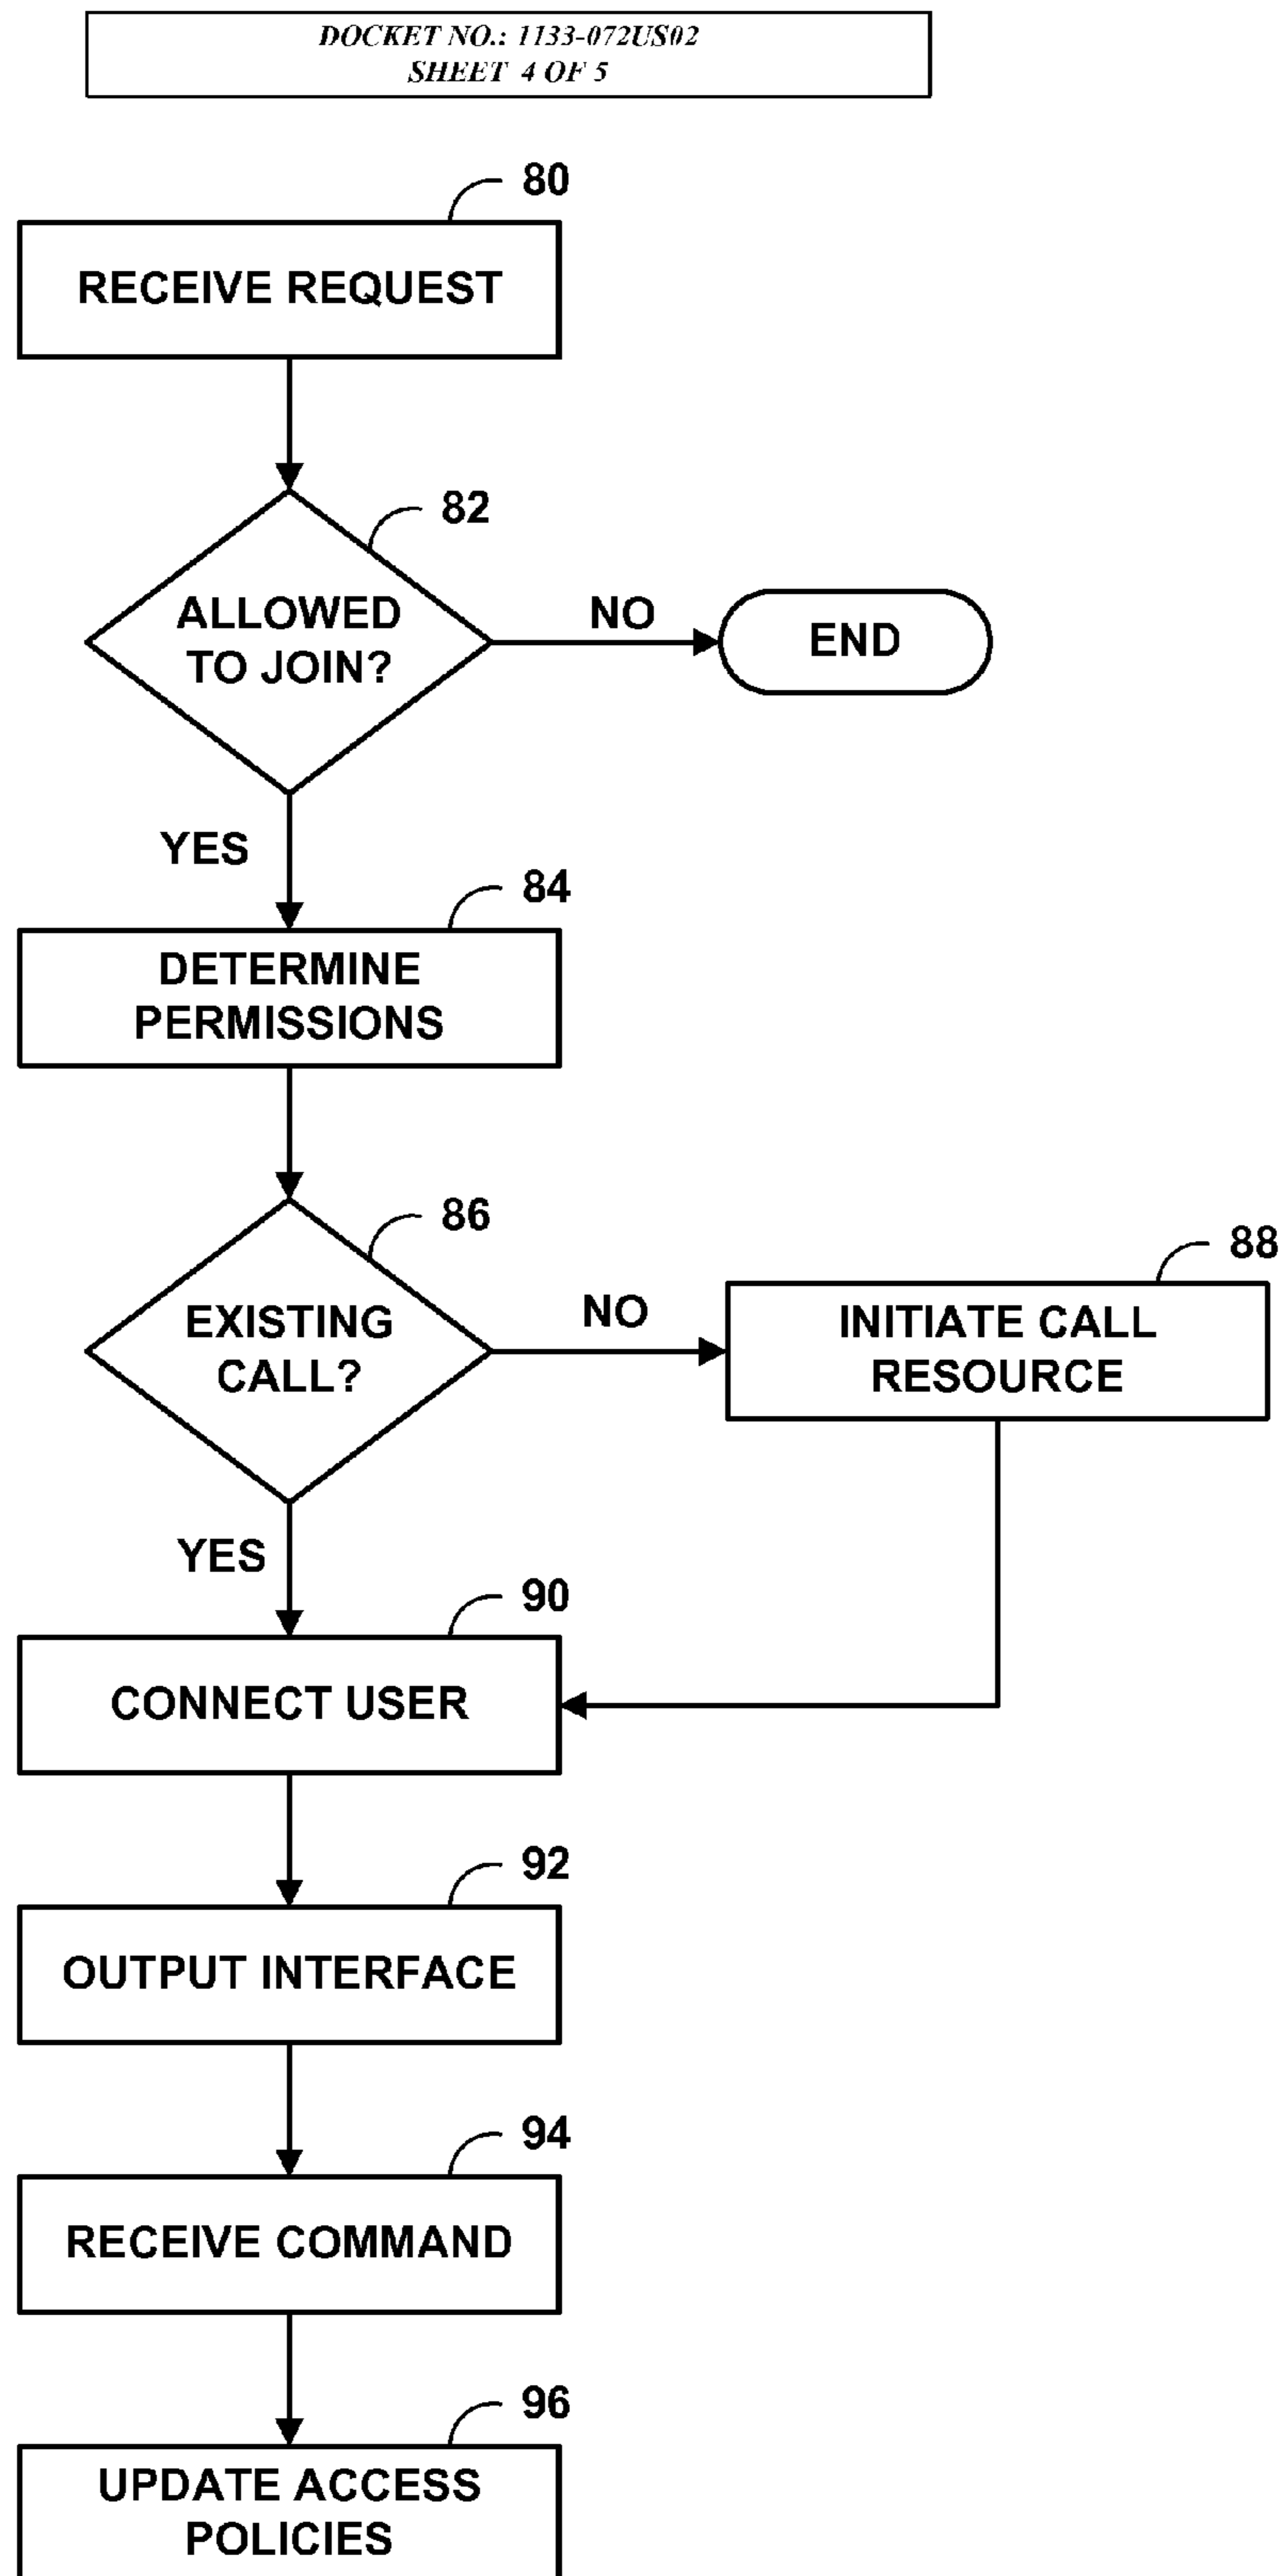 DOCKET NO.: 1133-072US02
SHEET 4 OF 5
80
RECEIVE REQUEST
82
ALLOWED
TO JOIN?
NO
END
YES
84
DETERMINE
PERMISSIONS
86
EXISTING
CALL?
NO
88
INITIATE CALL
RESOURCE
YES
90
CONNECT USER
92
OUTPUT INTERFACE
94
RECEIVE COMMAND
96
UPDATE ACCESS
POLICIES